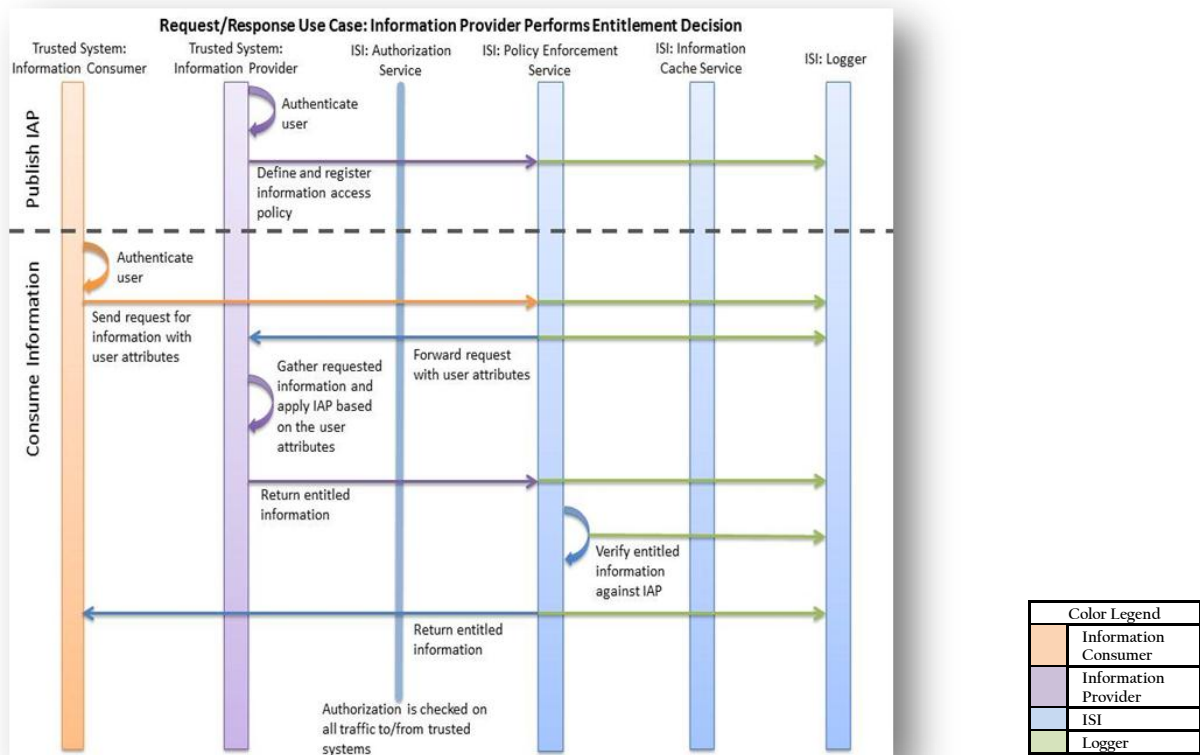 Request/Response Use Case: Information Provider Performs Entitlement Decision
Trusted System:
Information Consumer
Trusted System:
Information Provider
ISI: Authorization
Service
ISI: Policy Enforcement
Service
ISI: Information
Cache Service
ISI: Logger
Publish IAP
Authenticate
user
Define and register
information access
policy
Consume Information
Authenticate
user
Send request for
information with
user attributes
Forward request
with user attributes
Gather requested
information and
apply IAP based
on the user
attributes
Return entitled
information
Verify entitled
information
against IAP
Return entitled
information
Authorization is checked on
all traffic to/from trusted
systems
Color Legend
Information
Consumer
Information
Provider
ISI
Logger